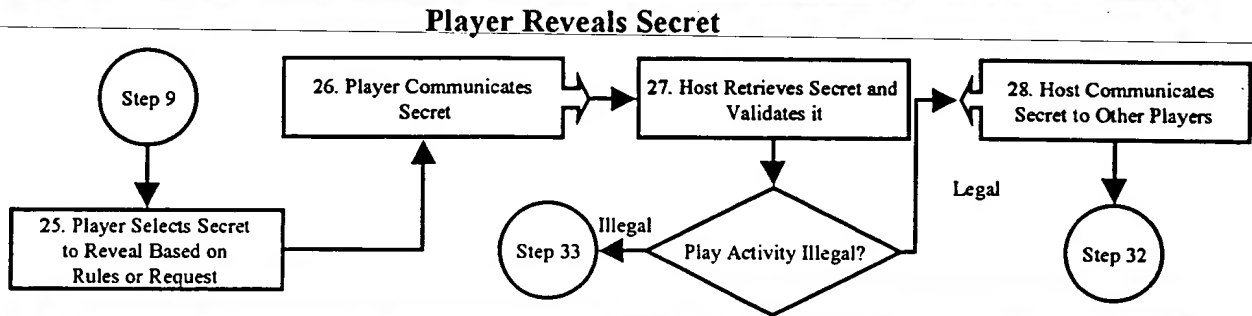 Player Reveals Secret
Step 9
26. Player Communicates
Secret
27. Host Retrieves Secret and
Validates it
28. Host Communicates
Secret to Other Players
25. Player Selects Secret
to Reveal Based on
Rules or Request
Illegal
Step 33
Play Activity Illegal?
Legal
Step 32